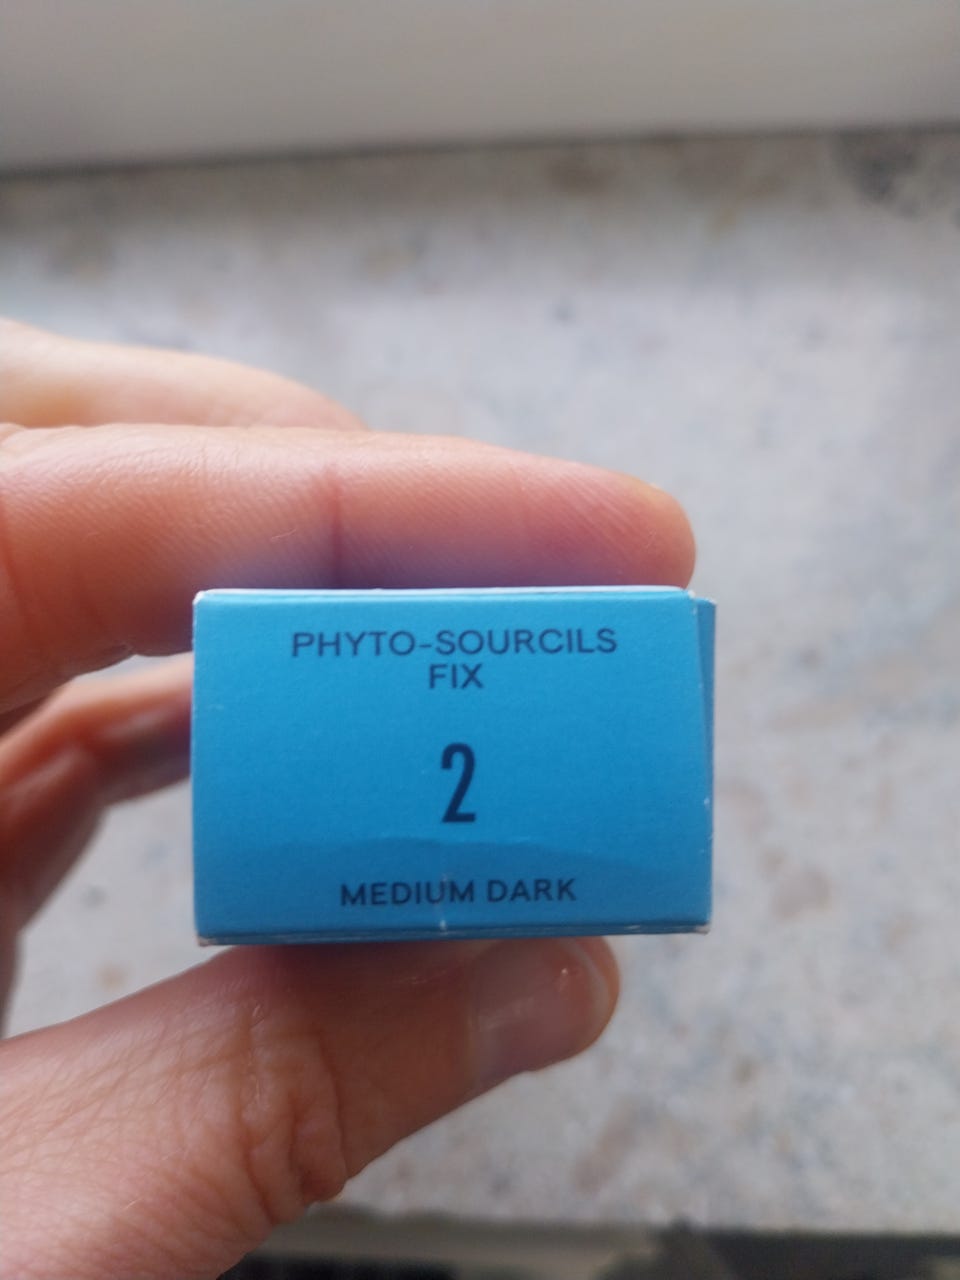 PHYTO-SOURCILS
FIX
2
MEDIUM DARK